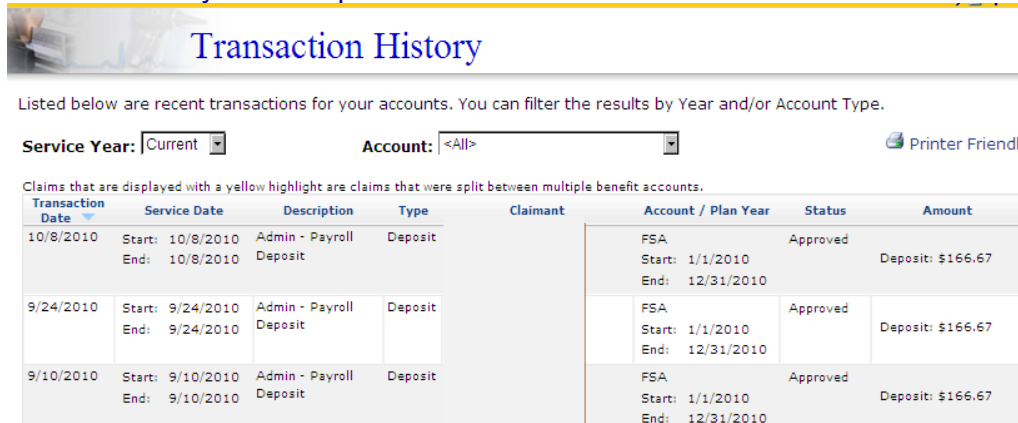 Transaction History
Listed below are recent transactions for your accounts. You can filter the results by Year and/or Account Type.
Service Year: Current Account: <All> Printer Friendl
Claims that are displayed with a yellow highlight are claims that were split between multiple benefit accounts.
Transaction Date Service Date Description Type Claimant Account / Plan Year Status Amount
10/8/2010 Start: 10/8/2010 Admin - Payroll Deposit FSA Approved
End: 10/8/2010 Deposit Start: 1/1/2010 Deposit: $166.67
End: 12/31/2010
9/24/2010 Start: 9/24/2010 Admin - Payroll Deposit FSA Approved
End: 9/24/2010 Deposit Start: 1/1/2010 Deposit: $166.67
End: 12/31/2010
9/10/2010 Start: 9/10/2010 Admin - Payroll Deposit FSA Approved
End: 9/10/2010 Deposit Start: 1/1/2010 Deposit: $166.67
End: 12/31/2010